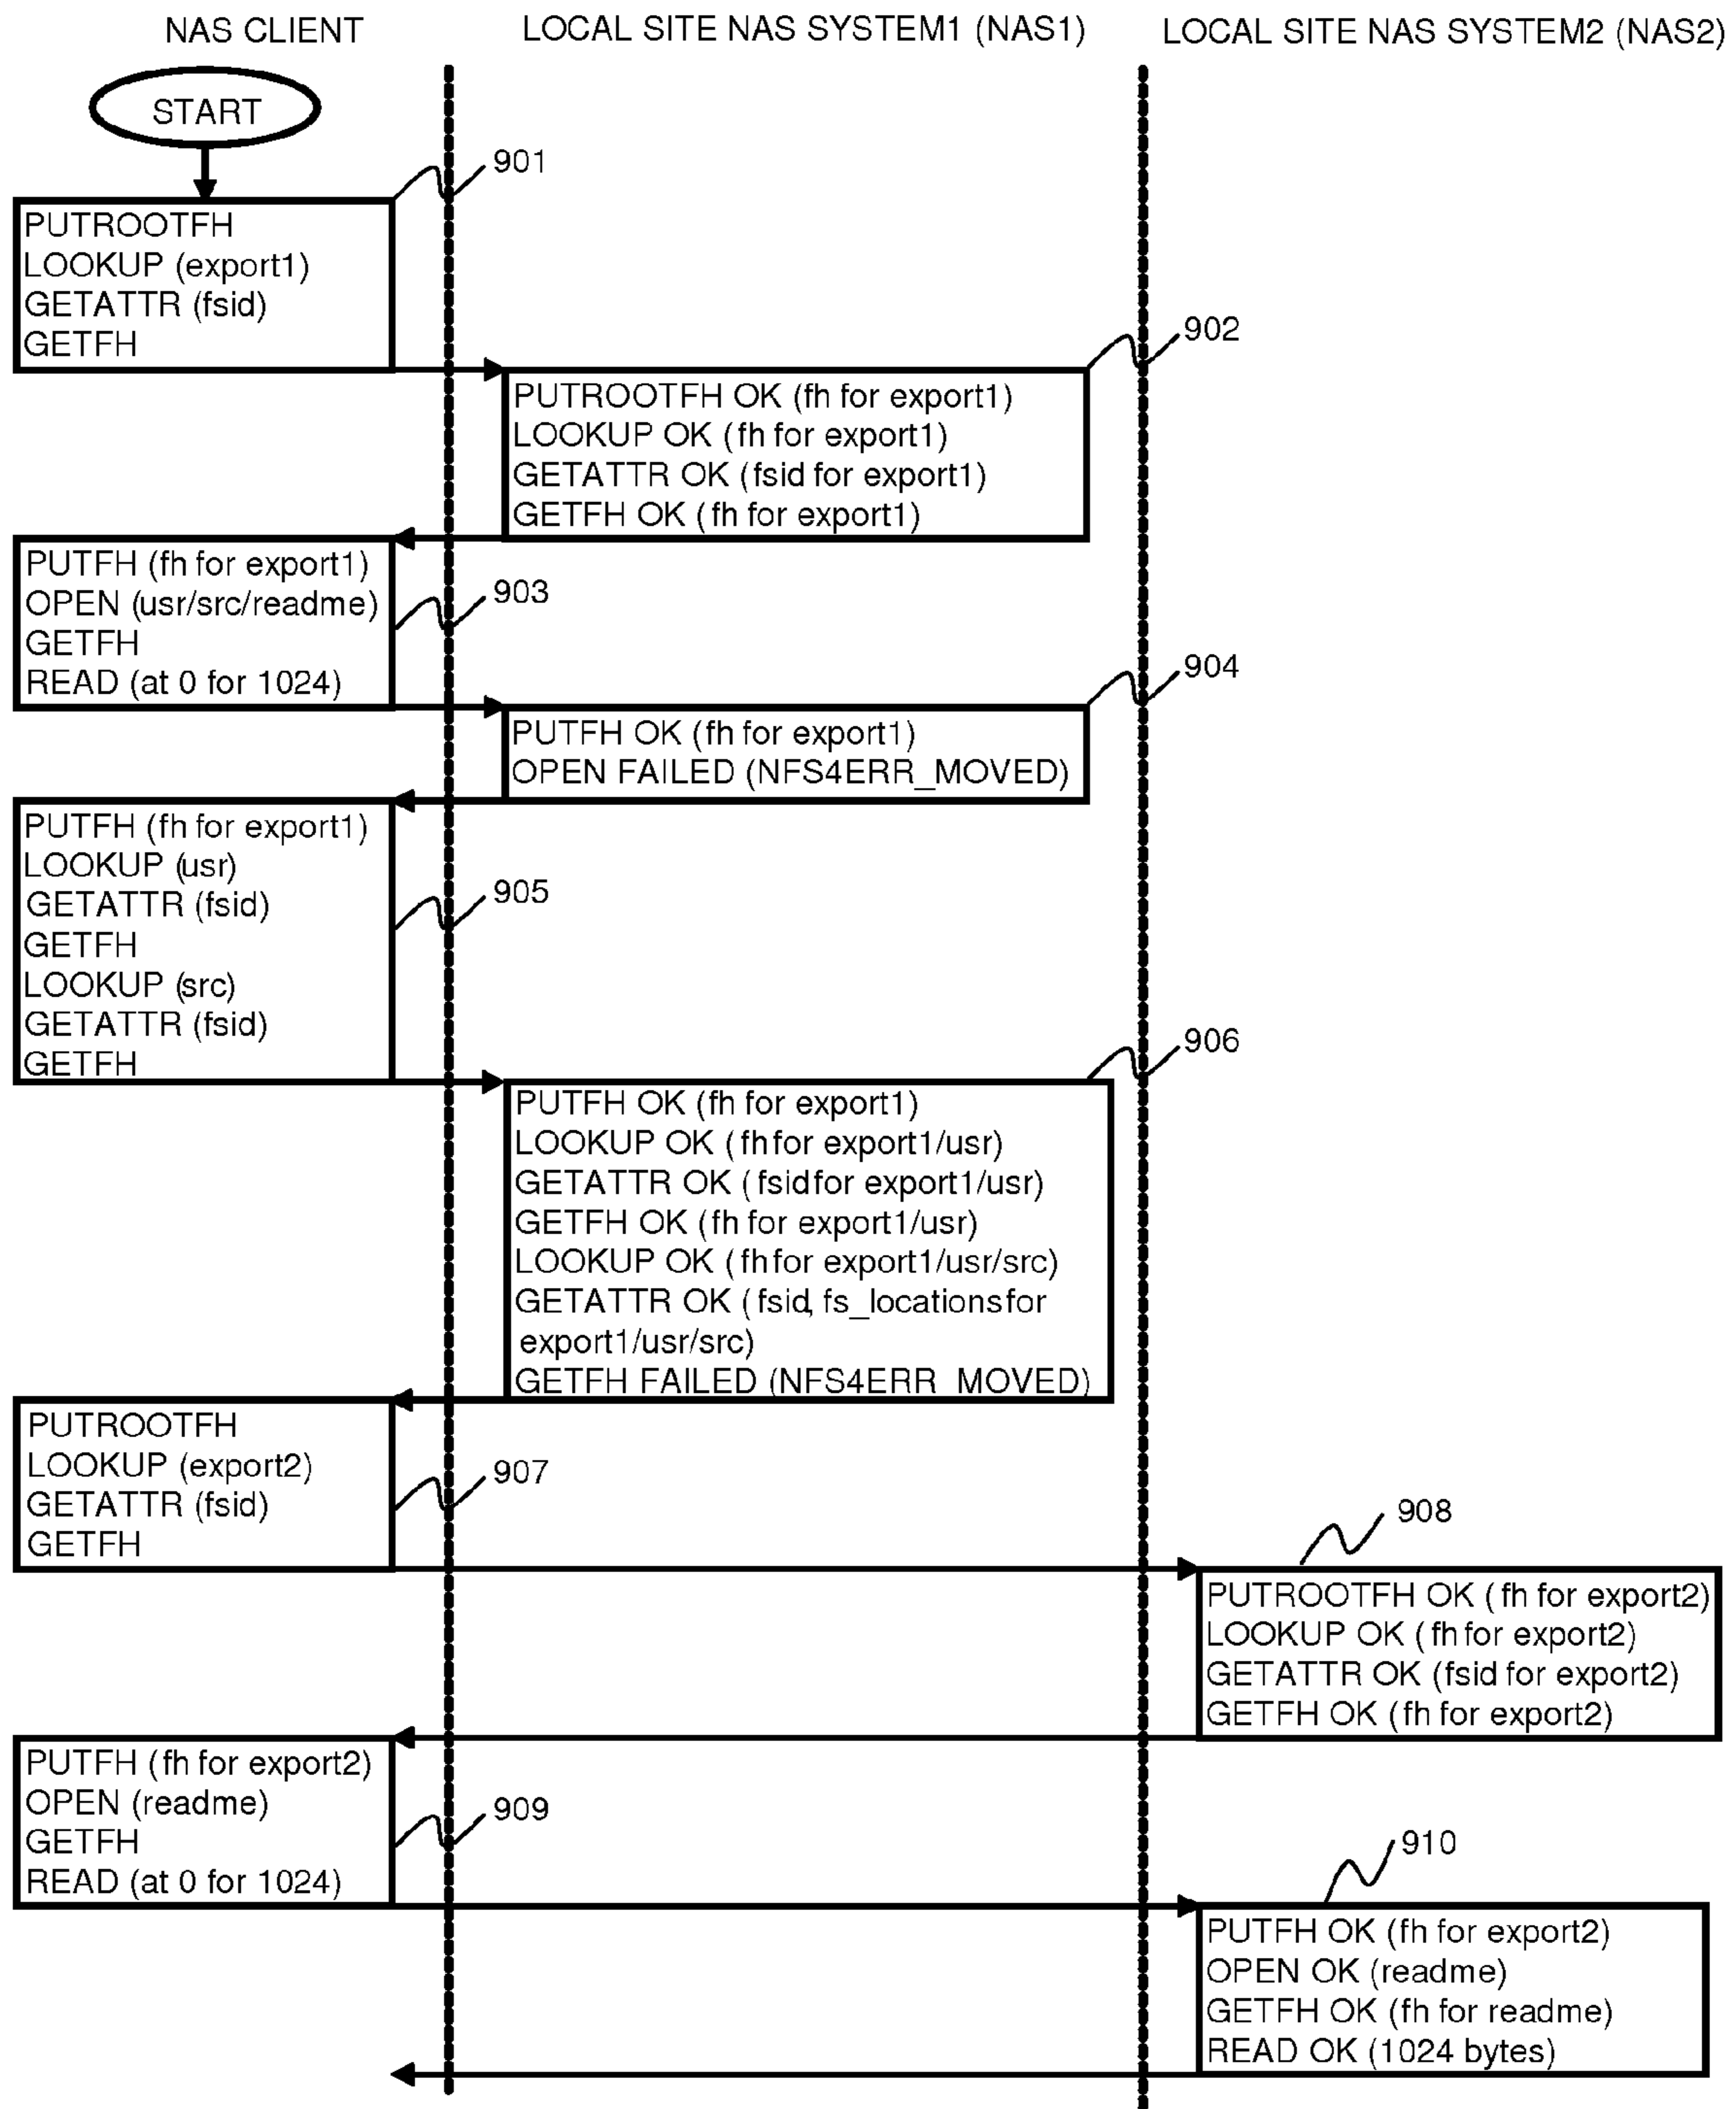 NAS CLIENT
LOCAL SITE NAS SYSTEM1 (NAS1)
LOCAL SITE NAS SYSTEM2 (NAS2)
START
901
PUTROOTFH
LOOKUP (export1)
GETATTR (fsid)
GETFH
902
PUTROOTFH OK (fh for export1)
LOOKUP OK (fh for export1)
GETATTR OK (fsid for export1)
GETFH OK (fh for export1)
PUTFH (fh for export1)
OPEN (usr/src/readme)
GETFH
READ (at 0 for 1024)
903
904
PUTFH OK (fh for export1)
OPEN FAILED (NFS4ERR_MOVED)
PUTFH (fh for export1)
LOOKUP (usr)
GETATTR (fsid)
GETFH
LOOKUP (src)
GETATTR (fsid)
GETFH
905
906
PUTFH OK (fh for export1)
LOOKUP OK (fh for export1/usr)
GETATTR OK (fsid for export1/usr)
GETFH OK (fh for export1/usr)
LOOKUP OK (fh for export1/usr/src)
GETATTR OK (fsid, fs_locations for
export1/usr/src)
GETFH FAILED (NFS4ERR_MOVED)
PUTROOTFH
LOOKUP (export2)
GETATTR (fsid)
GETFH
907
908
PUTROOTFH OK (fh for export2)
LOOKUP OK (fh for export2)
GETATTR OK (fsid for export2)
GETFH OK (fh for export2)
PUTFH (fh for export2)
OPEN (readme)
GETFH
READ (at 0 for 1024)
909
910
PUTFH OK (fh for export2)
OPEN OK (readme)
GETFH OK (fh for readme)
READ OK (1024 bytes)